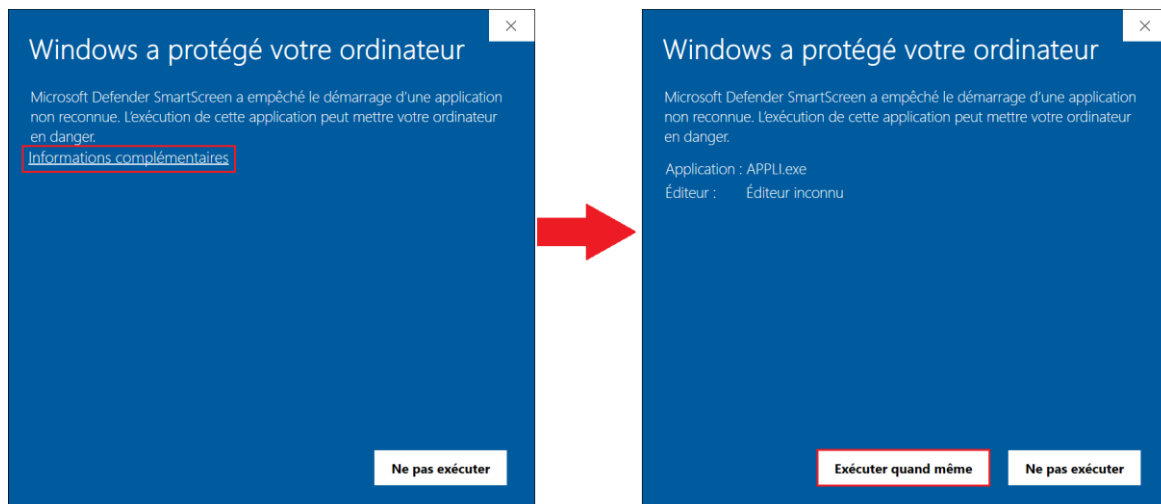 Windows a protégé votre ordinateur
Microsoft Defender SmartScreen a empêché le démarrage d'une application
non reconnue. L'exécution de cette application peut mettre votre ordinateur
en danger.
Informations complémentaires
Ne pas exécuter
Windows a protégé votre ordinateur
Microsoft Defender SmartScreen a empêché le démarrage d'une application
non reconnue. L'exécution de cette application peut mettre votre ordinateur
en danger.
Application : APPLI.exe
Éditeur : Éditeur inconnu
Exécuter quand même Ne pas exécuter